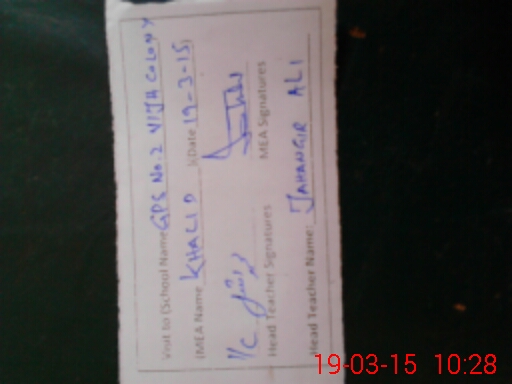 Visit to (School Name GPS No.2 VIJH COLONY
(MEA Name KHALID )(Date 19-3-15)
I/C
Head Teacher Signatures MEA Signatures
Head Teacher Name: JAHANGIR ALI
19-03-15 10:28